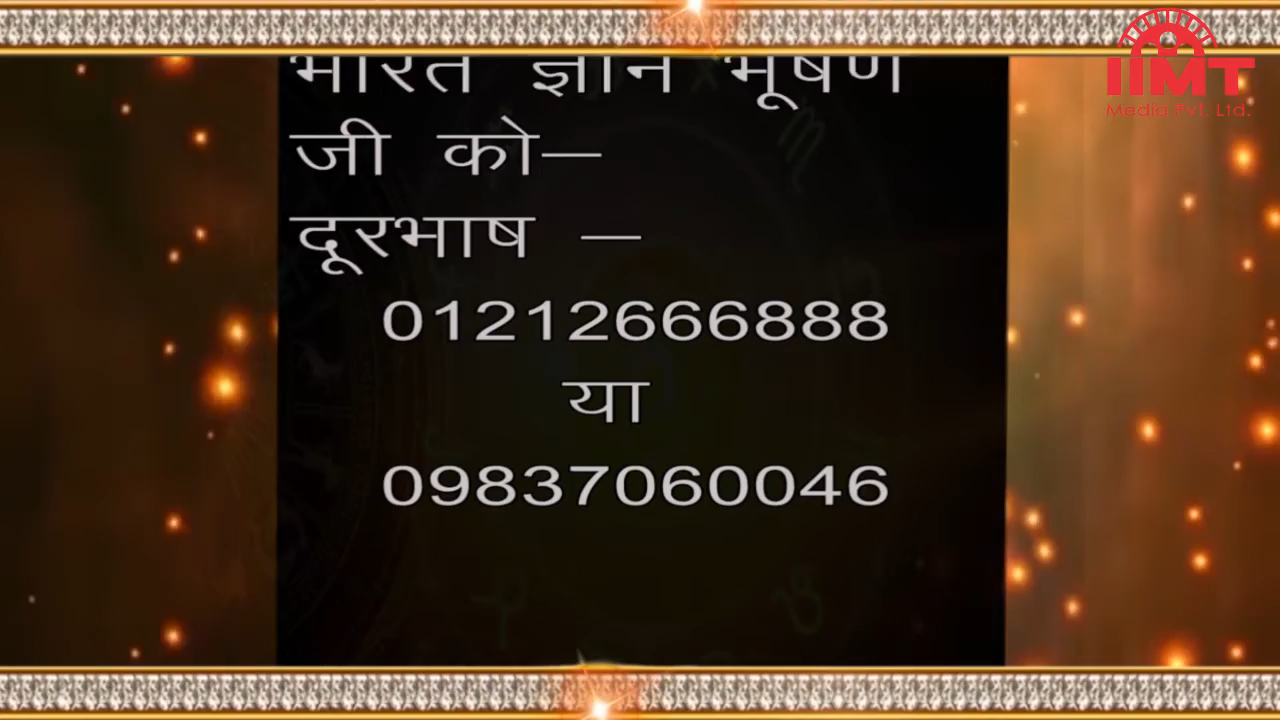 भारत ज्ञान भूषण
जी को—
दूरभाष —
01212666888
या
09837060046
IIMT
Media Pvt. Ltd.